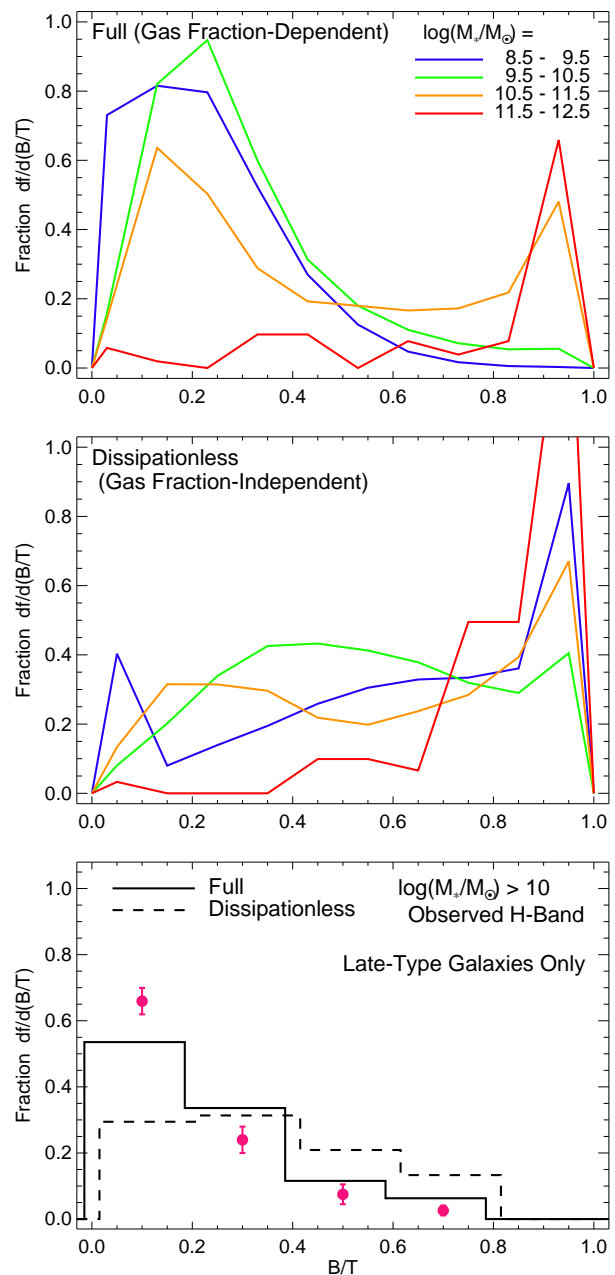 Full (Gas Fraction-Dependent)
log(M*/M☉) =
8.5 - 9.5
9.5 - 10.5
10.5 - 11.5
11.5 - 12.5
Fraction df/d(B/T)
1.0
0.8
0.6
0.4
0.2
0.0
0.0 0.2 0.4 0.6 0.8 1.0
Dissipationless
(Gas Fraction-Independent)
Fraction df/d(B/T)
1.0
0.8
0.6
0.4
0.2
0.0
0.0 0.2 0.4 0.6 0.8 1.0
Full
Dissipationless
log(M*/M☉) > 10
Observed H-Band
Late-Type Galaxies Only
Fraction df/d(B/T)
1.0
0.8
0.6
0.4
0.2
0.0
0.0 0.2 0.4 0.6 0.8 1.0
B/T